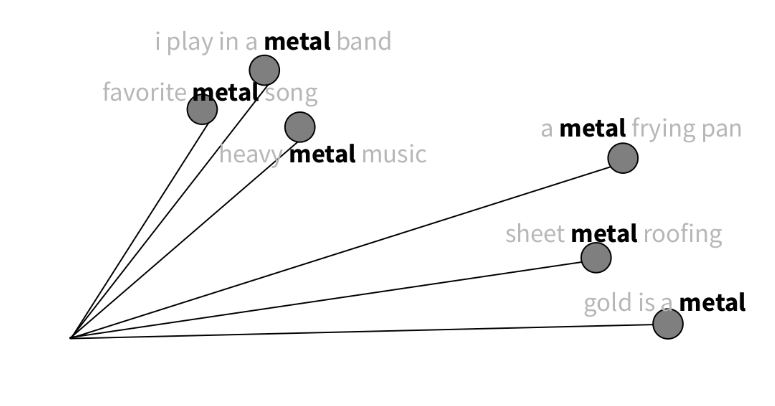 i play in a metal band
favorite metal song
a metal frying pan
heavy metal music
sheet metal roofing
gold is a metal